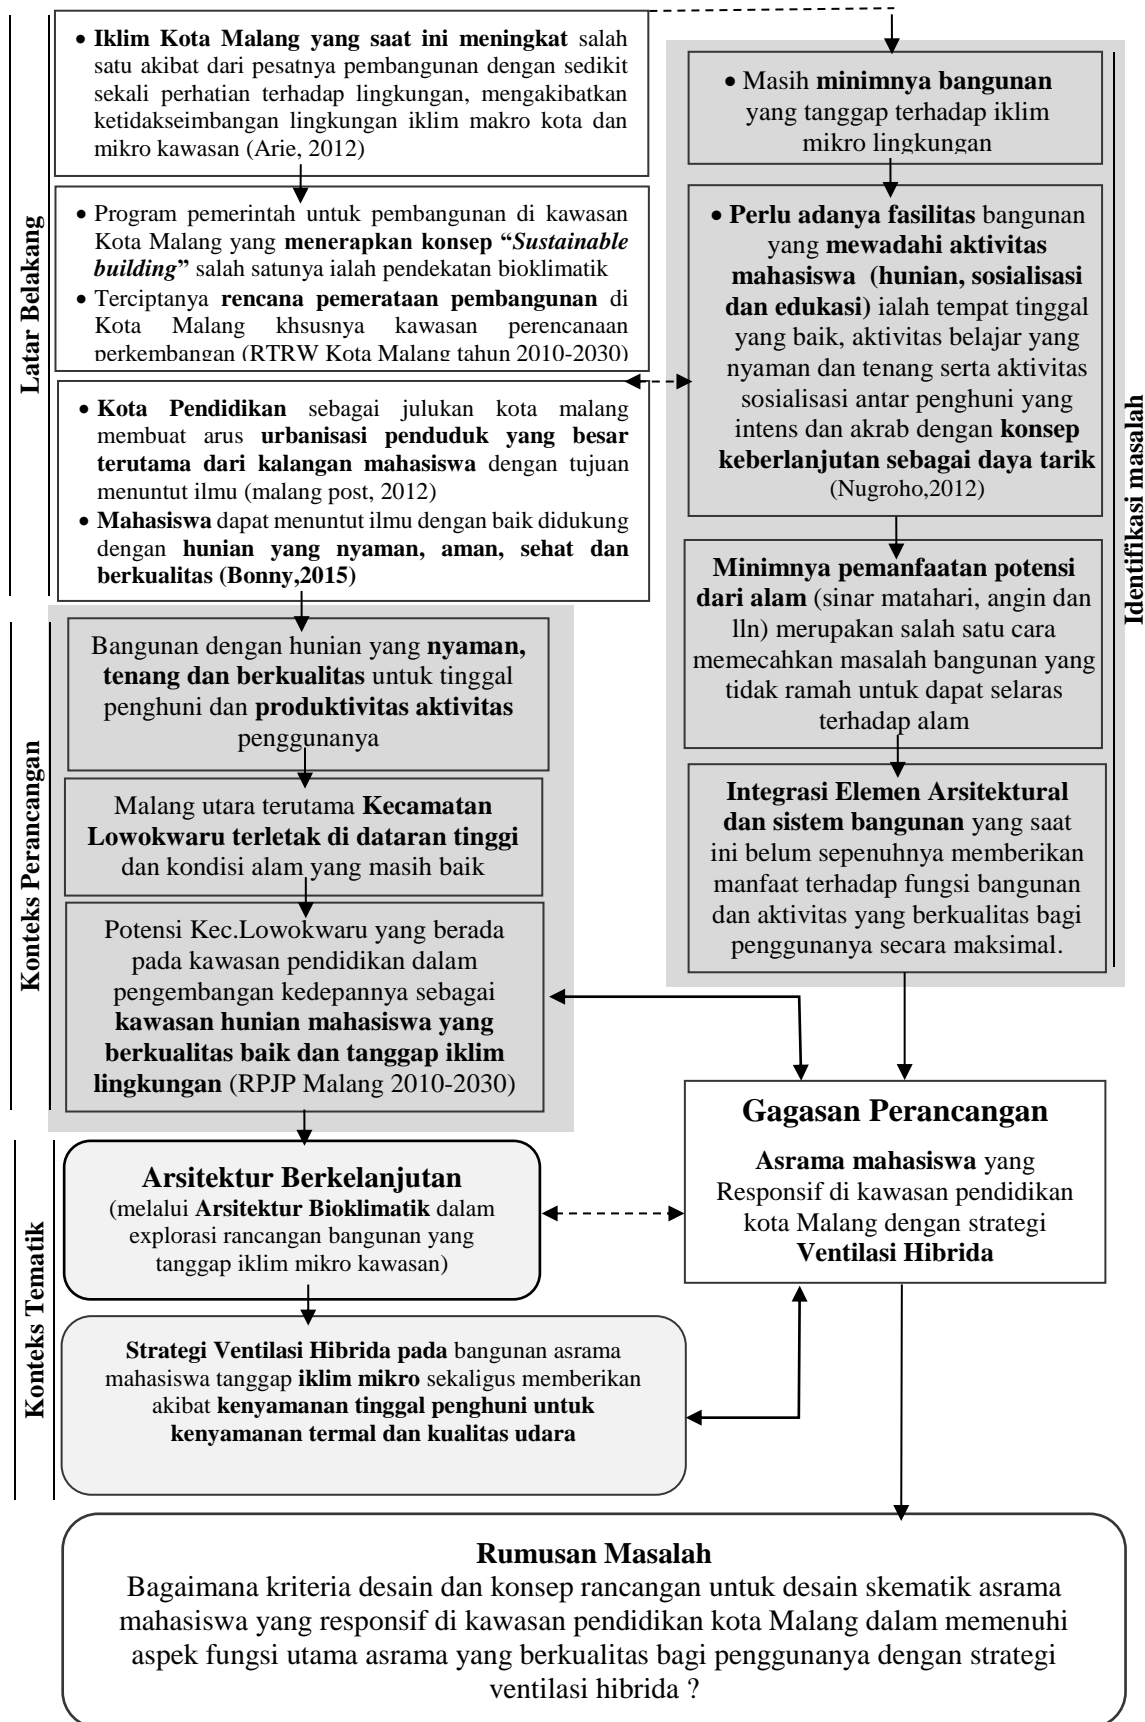 Latar Belakang
• Iklim Kota Malang yang saat ini meningkat salah
satu akibat dari pesatnya pembangunan dengan sedikit
sekali perhatian terhadap lingkungan, mengakibatkan
ketidakseimbangan lingkungan iklim makro kota dan
mikro kawasan (Arie, 2012)
• Program pemerintah untuk pembangunan di kawasan
Kota Malang yang menerapkan konsep “Sustainable
building” salah satunya ialah pendekatan bioklimatik
• Terciptanya rencana pemerataan pembangunan di
Kota Malang khsusnya kawasan perencanaan
perkembangan (RTRW Kota Malang tahun 2010-2030)
• Kota Pendidikan sebagai julukan kota malang
membuat arus urbanisasi penduduk yang besar
terutama dari kalangan mahasiswa dengan tujuan
menuntut ilmu (malang post, 2012)
• Mahasiswa dapat menuntut ilmu dengan baik didukung
dengan hunian yang nyaman, aman, sehat dan
berkualitas (Bonny,2015)
Identifikasi masalah
• Masih minimnya bangunan
yang tanggap terhadap iklim
mikro lingkungan
• Perlu adanya fasilitas bangunan
yang mewadahi aktivitas
mahasiswa (hunian, sosialisasi
dan edukasi) ialah tempat tinggal
yang baik, aktivitas belajar yang
nyaman dan tenang serta aktivitas
sosialisasi antar penghuni yang
intens dan akrab dengan konsep
keberlanjutan sebagai daya tarik
(Nugroho,2012)
Minimnya pemanfaatan potensi
dari alam (sinar matahari, angin dan
lln) merupakan salah satu cara
memecahkan masalah bangunan yang
tidak ramah untuk dapat selaras
terhadap alam
Integrasi Elemen Arsitektural
dan sistem bangunan yang saat
ini belum sepenuhnya memberikan
manfaat terhadap fungsi bangunan
dan aktivitas yang berkualitas bagi
penggunanya secara maksimal.
Konteks Perancangan
Bangunan dengan hunian yang nyaman,
tenang dan berkualitas untuk tinggal
penghuni dan produktivitas aktivitas
penggunanya
Malang utara terutama Kecamatan
Lowokwaru terletak di dataran tinggi
dan kondisi alam yang masih baik
Potensi Kec.Lowokwaru yang berada
pada kawasan pendidikan dalam
pengembangan kedepannya sebagai
kawasan hunian mahasiswa yang
berkualitas baik dan tanggap iklim
lingkungan (RPJP Malang 2010-2030)
Gagasan Perancangan
Asrama mahasiswa yang
Responsif di kawasan pendidikan
kota Malang dengan strategi
Ventilasi Hibrida
Konteks Tematik
Arsitektur Berkelanjutan
(melalui Arsitektur Bioklimatik dalam
explorasi rancangan bangunan yang
tanggap iklim mikro kawasan)
Strategi Ventilasi Hibrida pada bangunan asrama
mahasiswa tanggap iklim mikro sekaligus memberikan
akibat kenyamanan tinggal penghuni untuk
kenyamanan termal dan kualitas udara
Rumusan Masalah
Bagaimana kriteria desain dan konsep rancangan untuk desain skematik asrama
mahasiswa yang responsif di kawasan pendidikan kota Malang dalam memenuhi
aspek fungsi utama asrama yang berkualitas bagi penggunanya dengan strategi
ventilasi hibrida ?